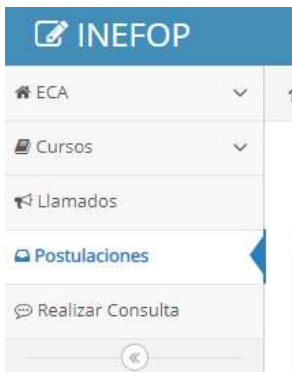 INEFOP
ECA
Cursos
Llamados
Postulaciones
Realizar Consulta